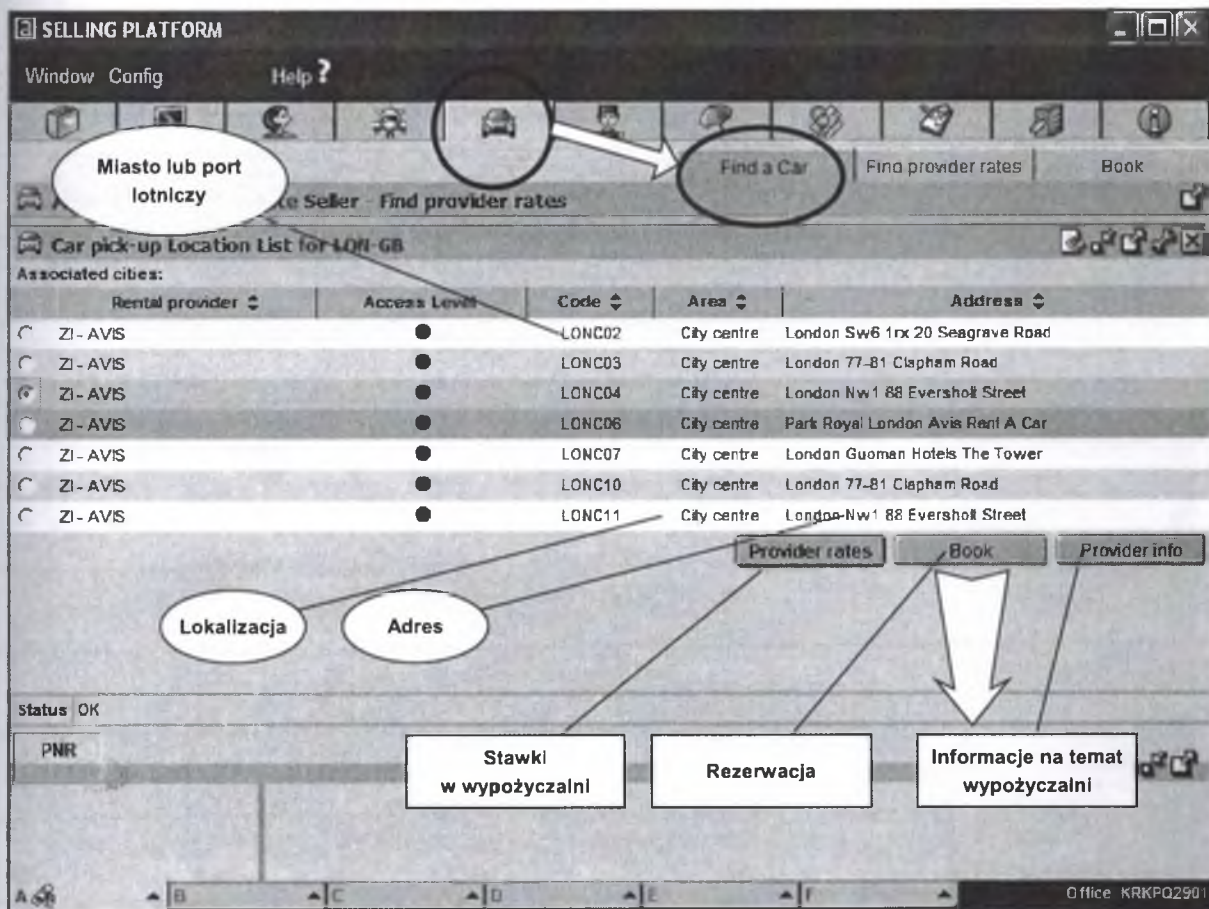 a SELLING PLATFORM
Window Config Help ?
Miasto lub port
lotniczy
Find a Car Find provider rates Book
Seller - Find provider rates
Car pick-up Location List for LON-GB
Associated cities:
Rental provider Access Level Code Area Address
ZI - AVIS LONC02 City centre London Sw6 1rx 20 Seagrave Road
ZI - AVIS LONC03 City centre London 77-81 Clapham Road
ZI - AVIS LONC04 City centre London Nw1 88 Eversholt Street
ZI - AVIS LONC06 City centre Park Royal London Avis Rent A Car
ZI - AVIS LONC07 City centre London Guoman Hotels The Tower
ZI - AVIS LONC10 City centre London 77-81 Clapham Road
ZI - AVIS LONC11 City centre London Nw1 88 Eversholt Street
Provider rates Book Provider info
Lokalizacja Adres
Status OK
PNR
Stawki
w wypożyczalni
Rezerwacja
Informacje na temat
wypożyczalni
A B C D E F Office KRKPQ2901